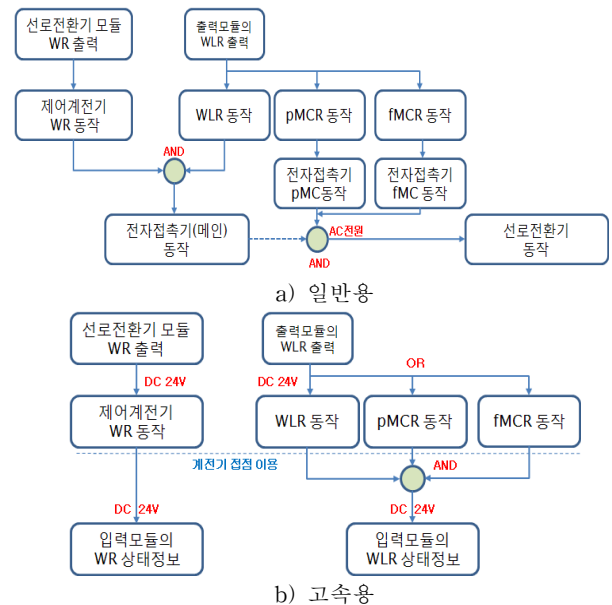 선로전환기 모듈
WR 출력
출력모듈의
WLR 출력
제어계전기
WR 동작
WLR 동작
pMCR 동작
fMCR 동작
AND
전자접촉기
pMC동작
전자접촉기
fMC 동작
전자접촉기(메인)
동작
AC전원
AND
선로전환기
동작
a) 일반용
선로전환기 모듈
WR 출력
출력모듈의
WLR 출력
DC 24V
DC 24V
OR
제어계전기
WR 동작
WLR 동작
pMCR 동작
fMCR 동작
계전기 접점 이용
AND
DC 24V
DC 24V
입력모듈의
WR 상태정보
입력모듈의
WLR 상태정보
b) 고속용